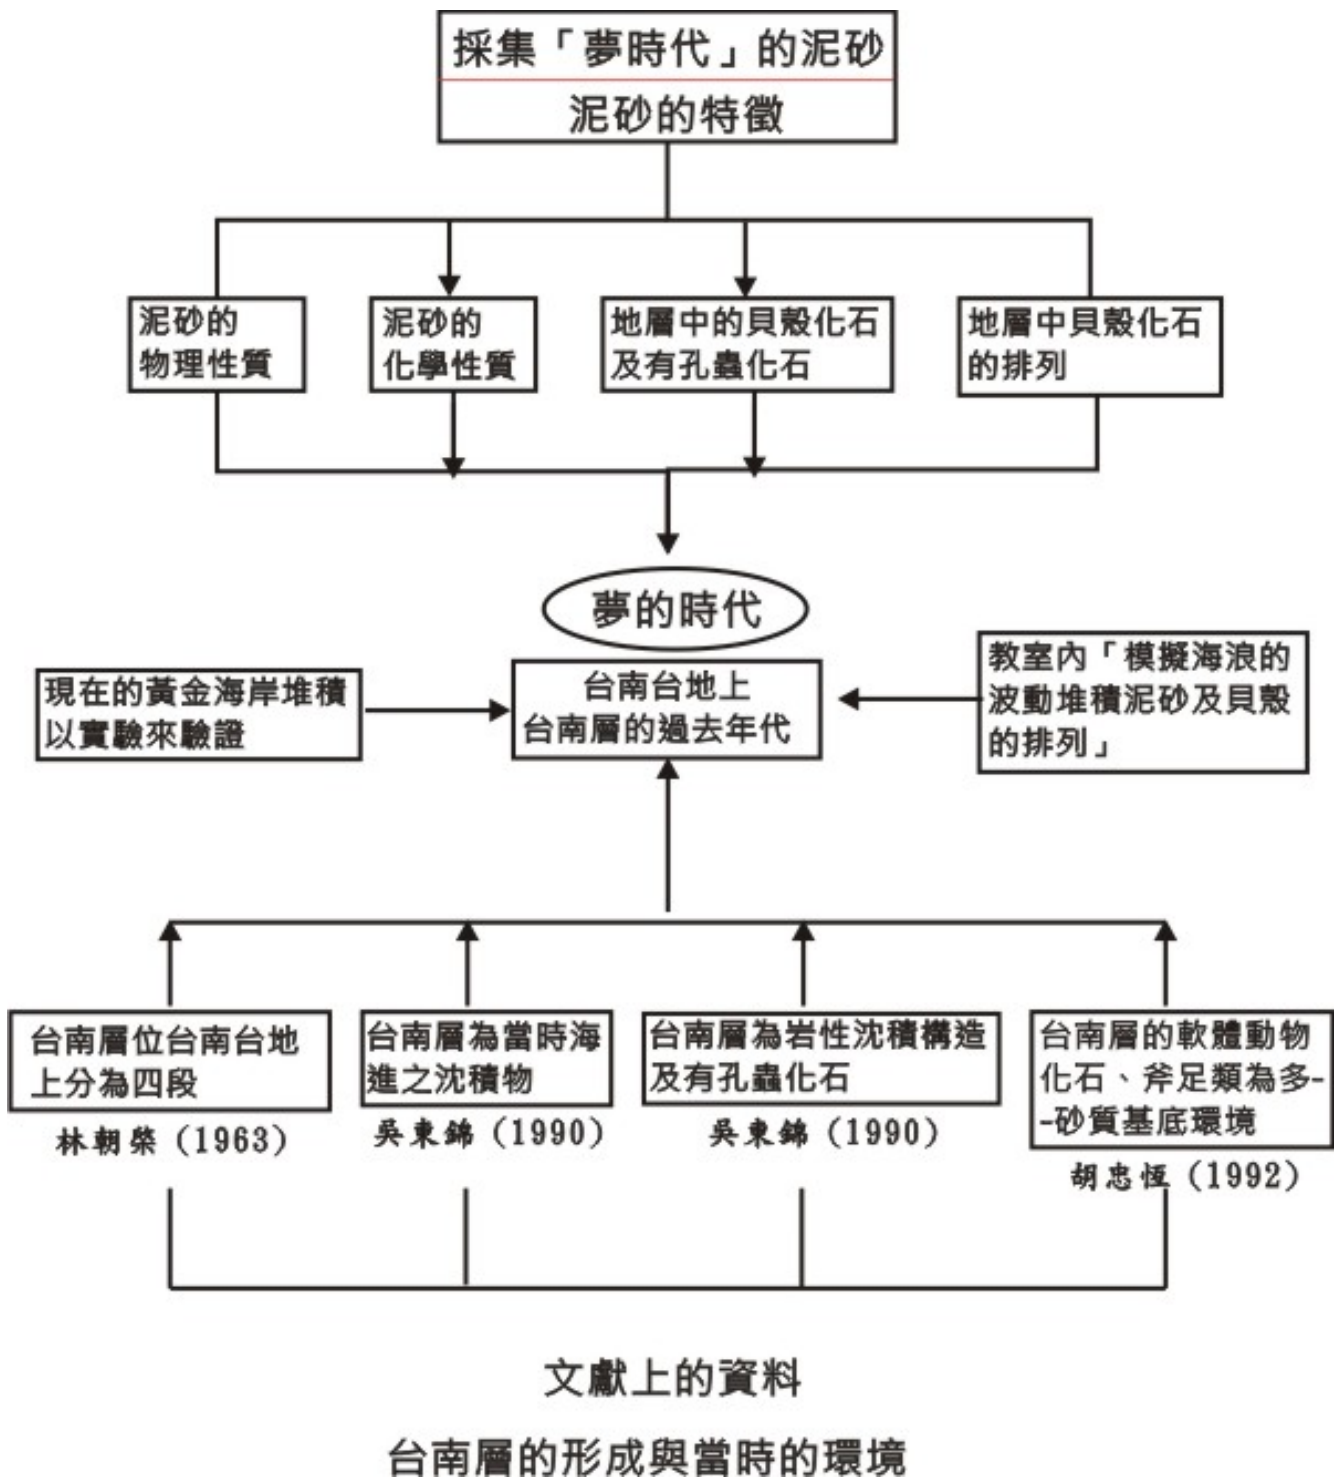 採集「夢時代」的泥砂
泥砂的特徵
泥砂的
物理性質
泥砂的
化學性質
地層中的貝殼化石
及有孔蟲化石
地層中貝殼化石
的排列
夢的時代
台南台地上
台南層的過去年代
現在的黃金海岸堆積
以實驗來驗證
教室內「模擬海浪的
波動堆積泥砂及貝殼
的排列」
台南層位台南台地
上分為四段
林朝棨(1963)
台南層為當時海
進之沈積物
吳東錦(1990)
台南層為岩性沈積構造
及有孔蟲化石
吳東錦(1990)
台南層的軟體動物
化石、斧足類為多-
-砂質基底環境
胡忠恆(1992)
文獻上的資料
台南層的形成與當時的環境